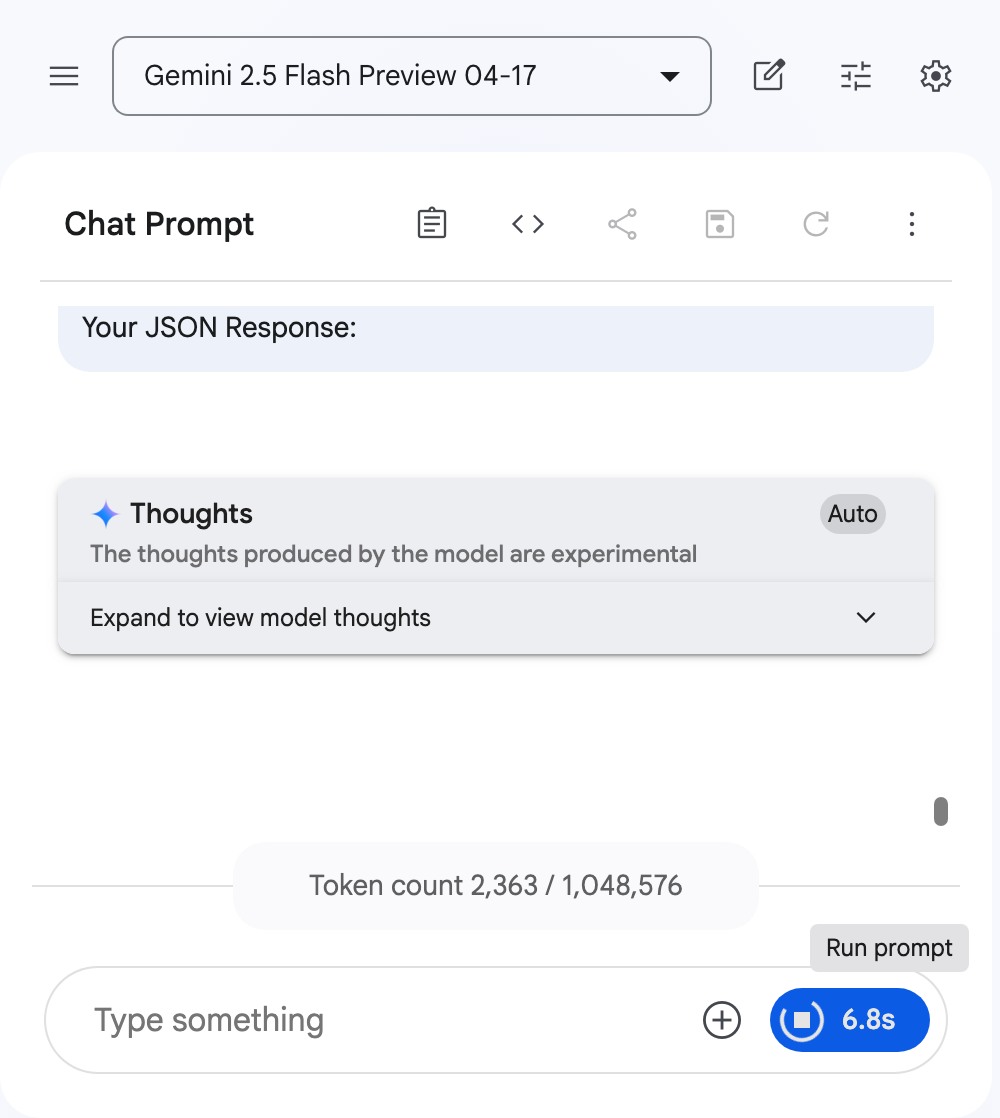 Gemini 2.5 Flash Preview 04-17
Chat Prompt
Your JSON Response:
Thoughts
Auto
The thoughts produced by the model are experimental
Expand to view model thoughts
Token count 2,363 / 1,048,576
Run prompt
Type something
6.8s